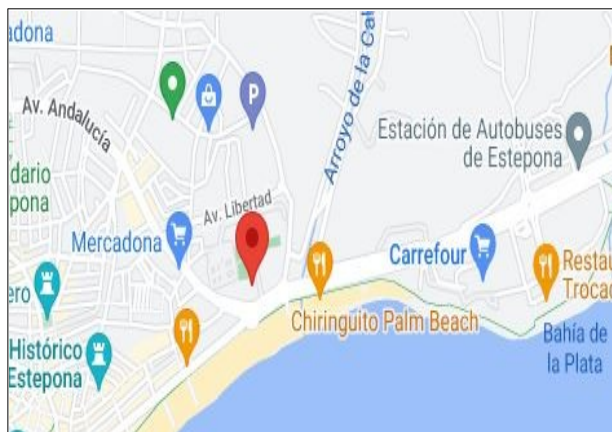 adona
Av. Andalucía
P
Arroyo de la Cal
Estación de Autobuses
de Estepona
dario
pona
Av. Libertad
Mercadona
Carrefour
Restau
Trocad
ero
Chiringuito Palm Beach
Bahía de
la Plata
Histórico
Estepona